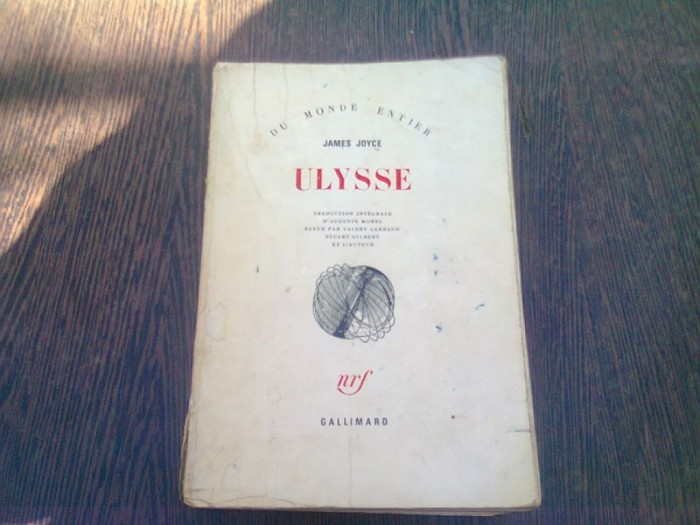 DU MONDE ENTIER
JAMES JOYCE
ULYSSE
TRADUCTION INTÉGRALE
D'AUGUSTE MOREL
REVUE PAR VALERY LARBAUD
STUART GILBERT
ET L'AUTEUR
nrf
GALLIMARD